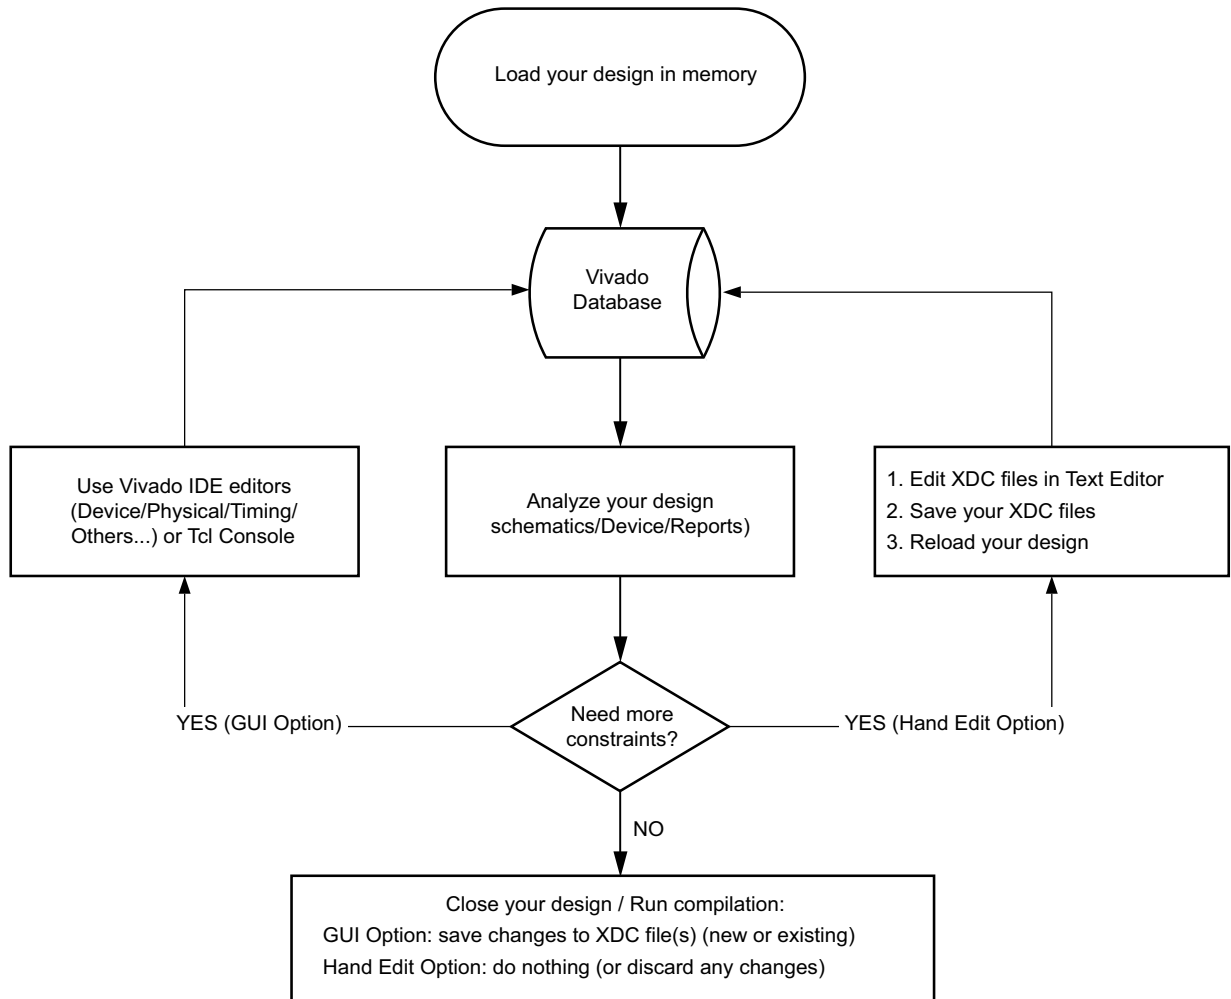 Load your design in memory
Vivado
Database
Use Vivado IDE editors
(Device/Physical/Timing/
Others...) or Tcl Console
Analyze your design
schematics/Device/Reports)
1. Edit XDC files in Text Editor
2. Save your XDC files
3. Reload your design
YES (GUI Option)
Need more
constraints?
YES (Hand Edit Option)
NO
Close your design / Run compilation:
GUI Option: save changes to XDC file(s) (new or existing)
Hand Edit Option: do nothing (or discard any changes)